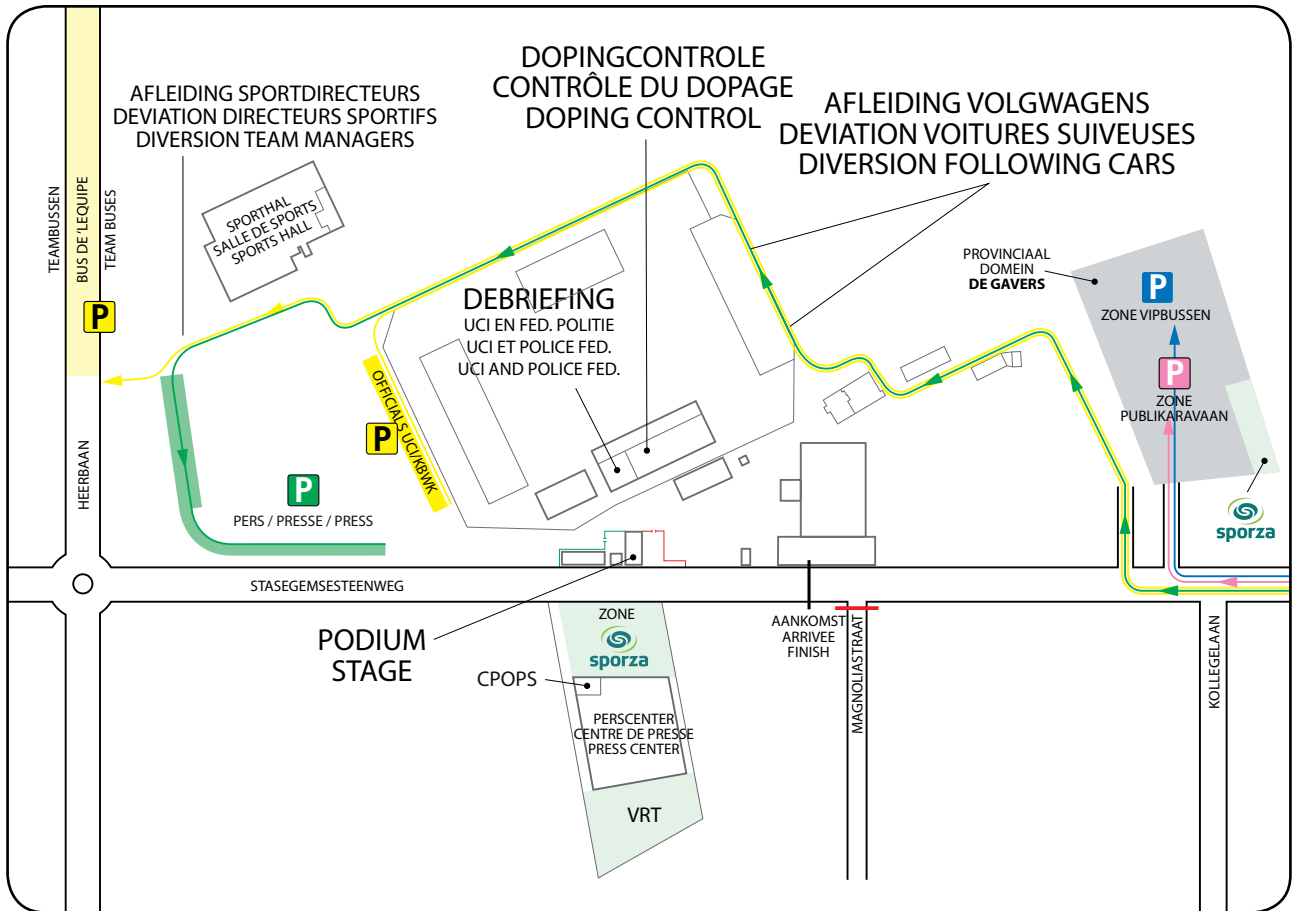 DOPINGCONTROLE
CONTRÔLE DU DOPAGE
DOPING CONTROL
AFLEIDING SPORTDIRECTEURS
DEVIATION DIRECTEURS SPORTIFS
DIVERSION TEAM MANAGERS
AFLEIDING VOLGWAGENS
DEVIATION VOITURES SUIVEUSES
DIVERSION FOLLOWING CARS
TEAMBUSSEN
BUS DE 'LEQUIPE
TEAM BUSES
SPORTHAL
SALLE DE SPORTS
SPORTS HALL
PROVINCIAAL
DOMEIN
DE GAVERS
P
ZONE VIPBUSSEN
P
ZONE
PUBLIKARAVAAN
sporza
P
DEBRIEFING
UCI EN FED. POLITIE
UCI ET POLICE FED.
UCI AND POLICE FED.
OFFICIALS UCI/KBWK
P
P
PERS / PRESSE / PRESS
HEERBAAN
STASEGEMSESTEENWEG
PODIUM
STAGE
ZONE
sporza
CPOPS
PERSCENTER
CENTRE DE PRESSE
PRESS CENTER
VRT
AANKOMST
ARRIVEE
FINISH
MAGNOLIASTRAAT
KOLLEGELAAN